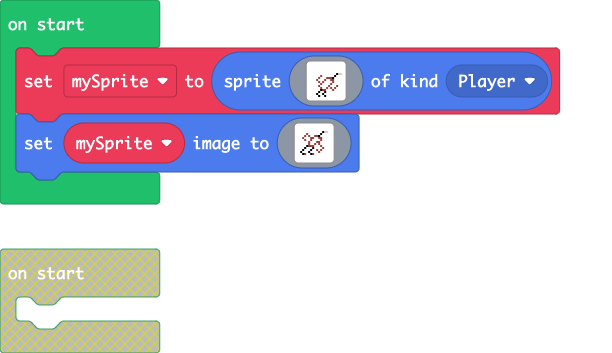 on start
set mySprite to sprite of kind Player
set mySprite image to
on start